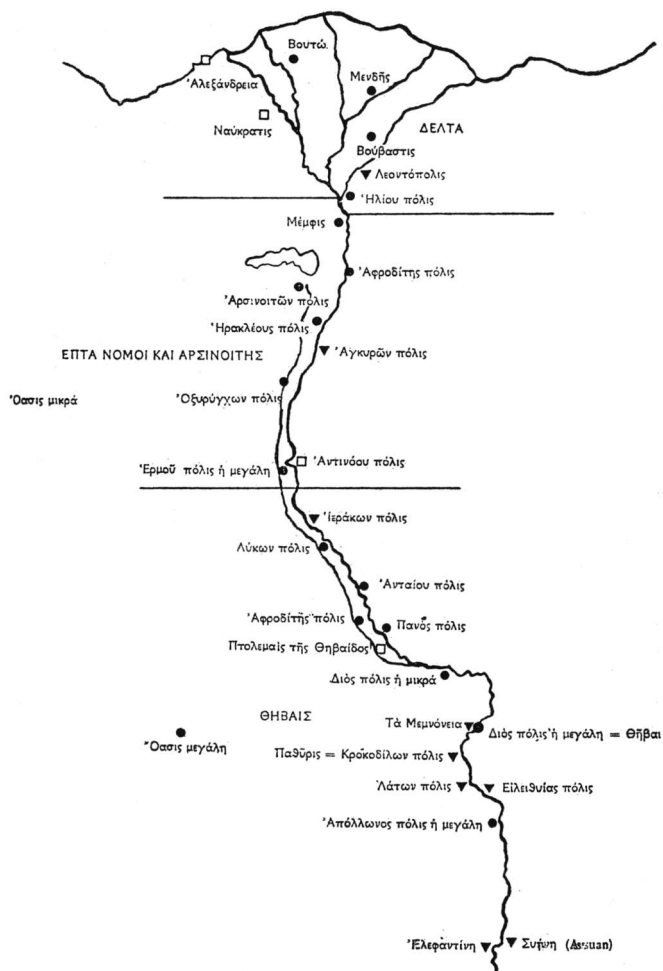 Βουτώ
Ἀλεξάνδρεια
Μενδῆς
Ναύκρατις
ΔΕΛΤΑ
Βούβαστις
Λεοντόπολις
Ἡλίου πόλις
Μέμφις
Ἀφροδίτης πόλις
Ἀρσινοιτῶν πόλις
Ἡρακλέους πόλις
ΕΠΤΑ ΝΟΜΟΙ ΚΑΙ ΑΡΣΙΝΟΙΤΗΣ
Ἀγκυρῶν πόλις
Ὄασις μικρά
Ὀξυρύγχων πόλις
Ἀντινόου πόλις
Ἑρμοῦ πόλις ἡ μεγάλη
Ἱεράκων πόλις
Λύκων πόλις
Ἀνταίου πόλις
Ἀφροδίτης πόλις
Πανὸς πόλις
Πτολεμαὶς τῆς Θηβαίδος
Διὸς πόλις ἡ μικρά
ΘΗΒΑΙΣ
Τὰ Μεμνόνεια
Διὸς πόλις ἡ μεγάλη = Θῆβαι
Ὄασις μεγάλη
Παθῦρις = Κροκοδίλων πόλις
Λάτων πόλις
Εἰλειθυίας πόλις
Ἀπόλλωνος πόλις ἡ μεγάλη
Ἐλεφαντίνη
Συήνη (Assuan)